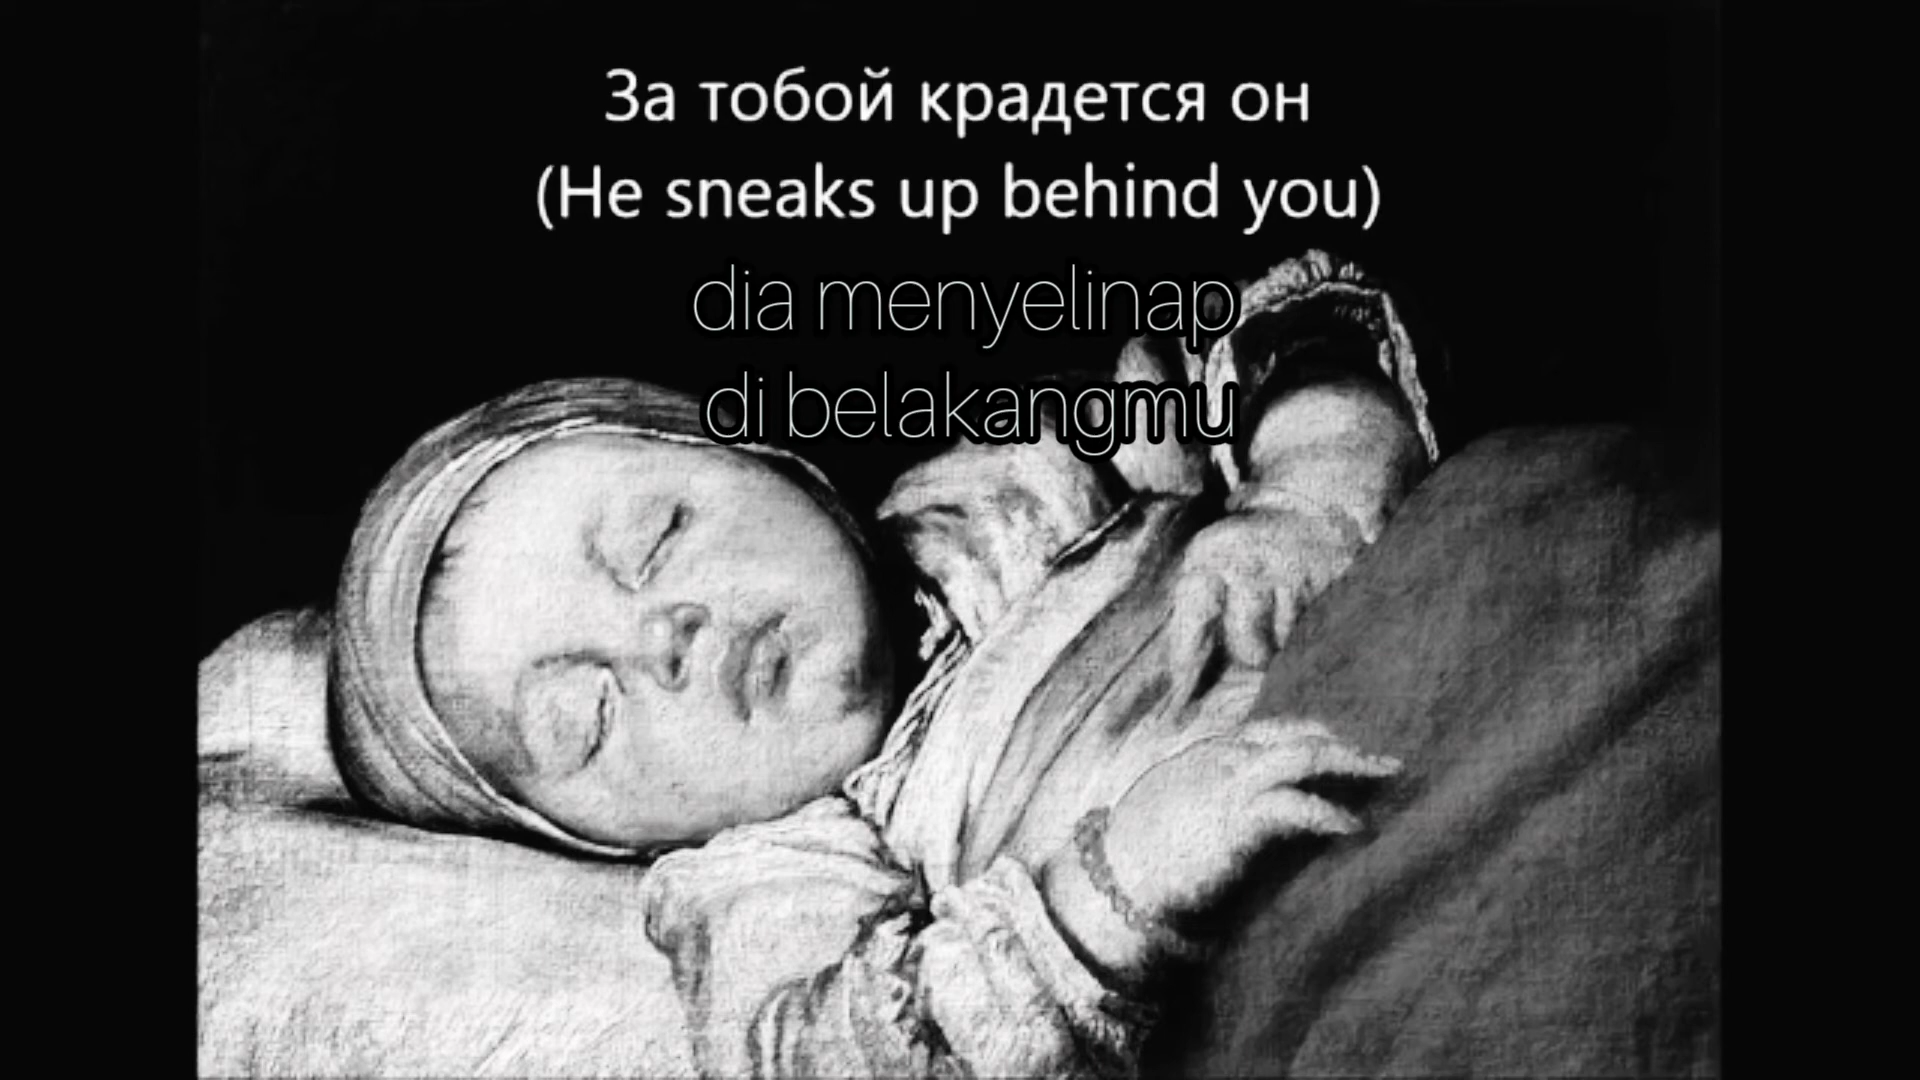 За тобой крадется он
(He sneaks up behind you)
dia menyelinap
di belakangmu